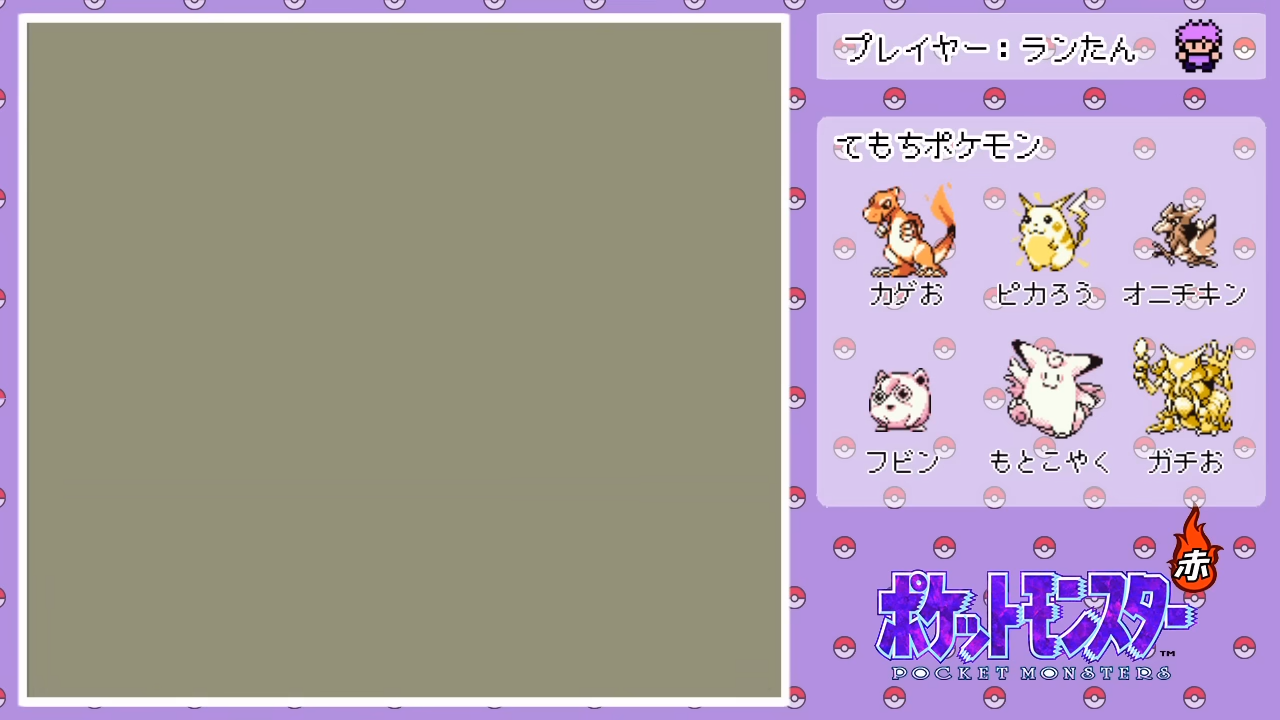 プレイヤー：ランたん
てもちポケモン
カゲお
ピカろう
オニチキン
フビン
もとこやく
ガチお
赤
ポケットモンスター™
POCKET MONSTERS